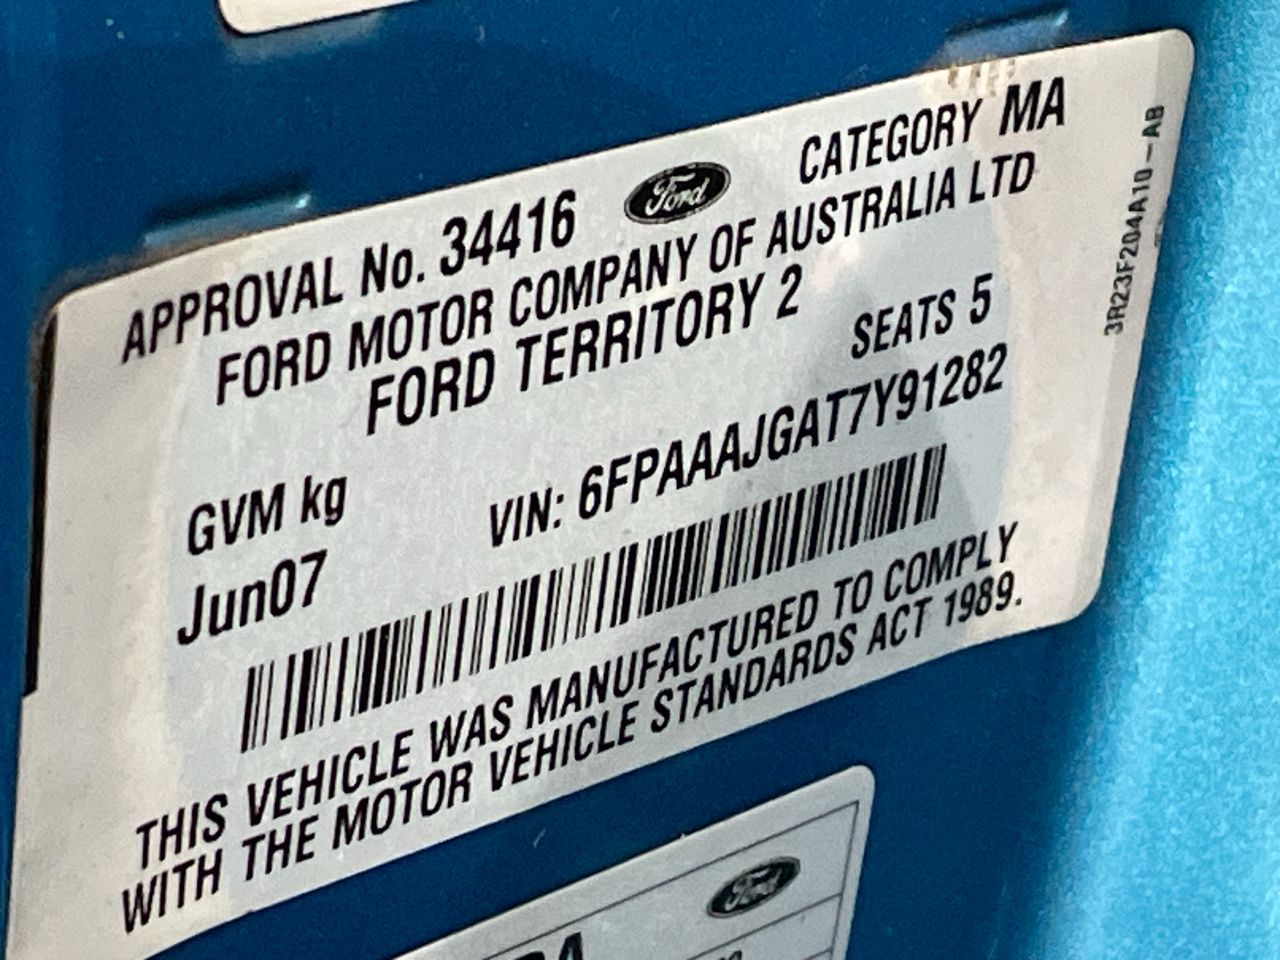 APPROVAL No. 34416 Ford CATEGORY MA
FORD MOTOR COMPANY OF AUSTRALIA LTD
FORD TERRITORY 2
SEATS 5
GVM kg
VIN: 6FPAAAJGAT7Y91282
Jun07
THIS VEHICLE WAS MANUFACTURED TO COMPLY
WITH THE MOTOR VEHICLE STANDARDS ACT 1989.
3R23F204A10-AB
Ford